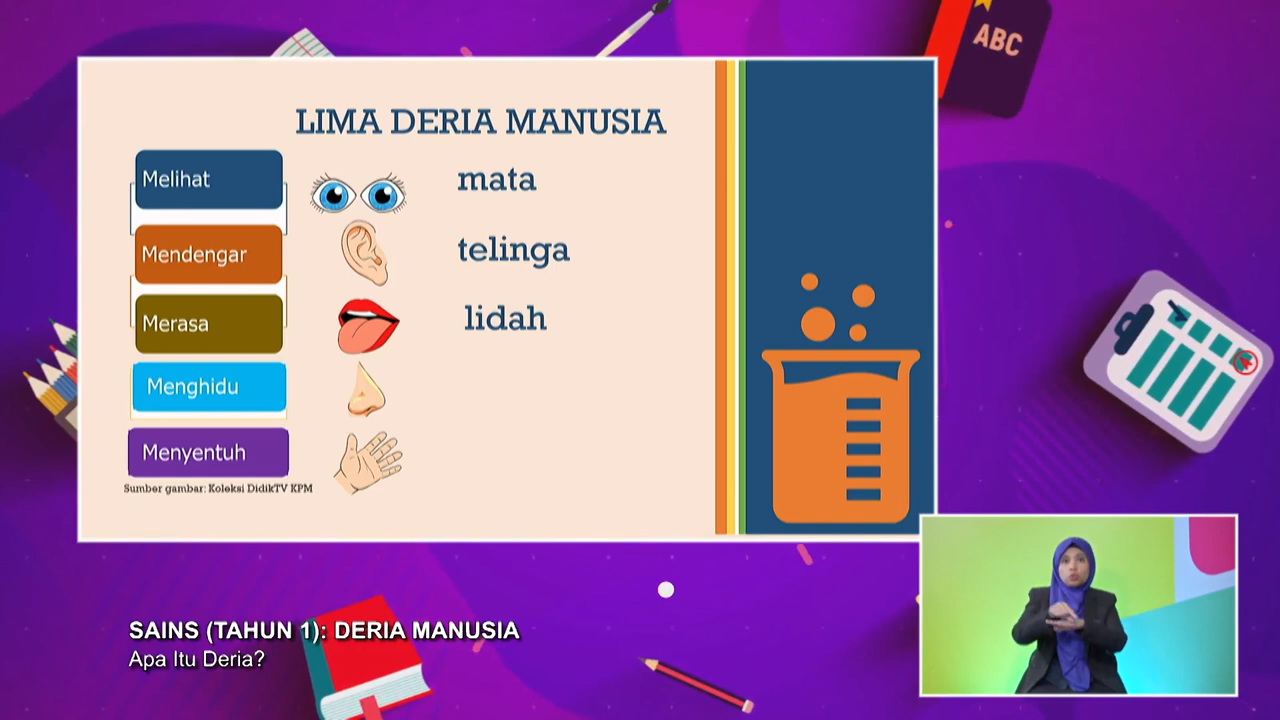 ABC
LIMA DERIA MANUSIA
Melihat
mata
Mendengar
telinga
Merasa
lidah
Menghidu
Menyentuh
Sumber gambar: Koleksi DidikTV KPM
SAINS (TAHUN 1): DERIA MANUSIA
Apa Itu Deria?